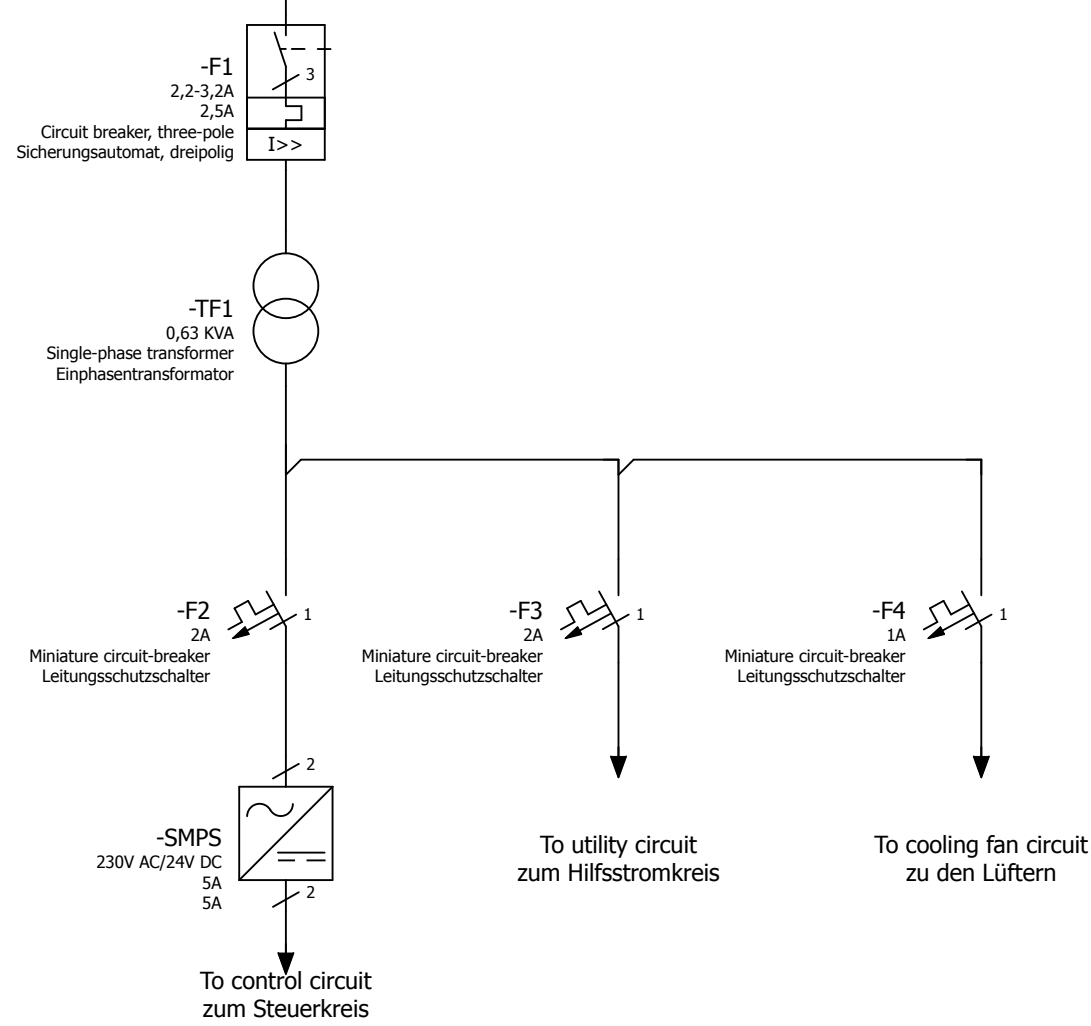 -F1
2,2-3,2A
2,5A
Circuit breaker, three-pole
Sicherungsautomat, dreipolig
3
I>>
-TF1
0,63 KVA
Single-phase transformer
Einphasentransformator
-F2
2A
Miniature circuit-breaker
Leitungsschutzschalter
1
-F3
2A
Miniature circuit-breaker
Leitungsschutzschalter
1
-F4
1A
Miniature circuit-breaker
Leitungsschutzschalter
1
2
-SMPS
230V AC/24V DC
5A
5A
2
To control circuit
zum Steuerkreis
To utility circuit
zum Hilfsstromkreis
To cooling fan circuit
zu den Lüftern